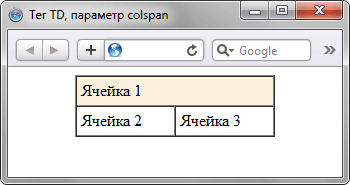 Тег TD, параметр colspan
Google
Ячейка 1
Ячейка 2
Ячейка 3